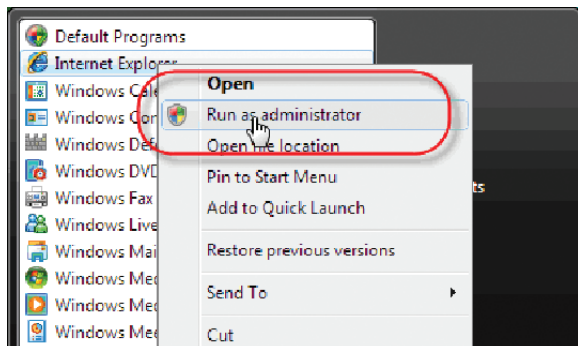 Default Programs
Internet Explorer
Windows Cale
Open
Windows Con
Run as administrator
Windows Def
Open file location
Windows DVD
Pin to Start Menu
ts
Windows Fax
Add to Quick Launch
Windows Live
Windows Mai
Restore previous versions
Windows Med
Send To
Windows Med
Windows Mee
Cut